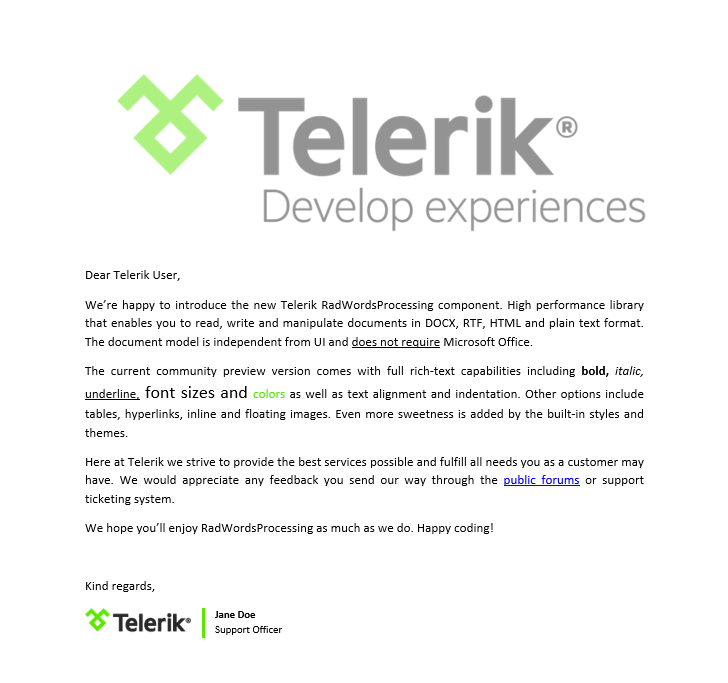 Telerik®
Develop experiences
Dear Telerik User,
We’re happy to introduce the new Telerik RadWordsProcessing component. High performance library
that enables you to read, write and manipulate documents in DOCX, RTF, HTML and plain text format.
The document model is independent from UI and does not require Microsoft Office.
The current community preview version comes with full rich-text capabilities including bold, italic,
underline, font sizes and colors as well as text alignment and indentation. Other options include
tables, hyperlinks, inline and floating images. Even more sweetness is added by the built-in styles and
themes.
Here at Telerik we strive to provide the best services possible and fulfill all needs you as a customer may
have. We would appreciate any feedback you send our way through the public forums or support
ticketing system.
We hope you’ll enjoy RadWordsProcessing as much as we do. Happy coding!
Kind regards,
Telerik®
Jane Doe
Support Officer